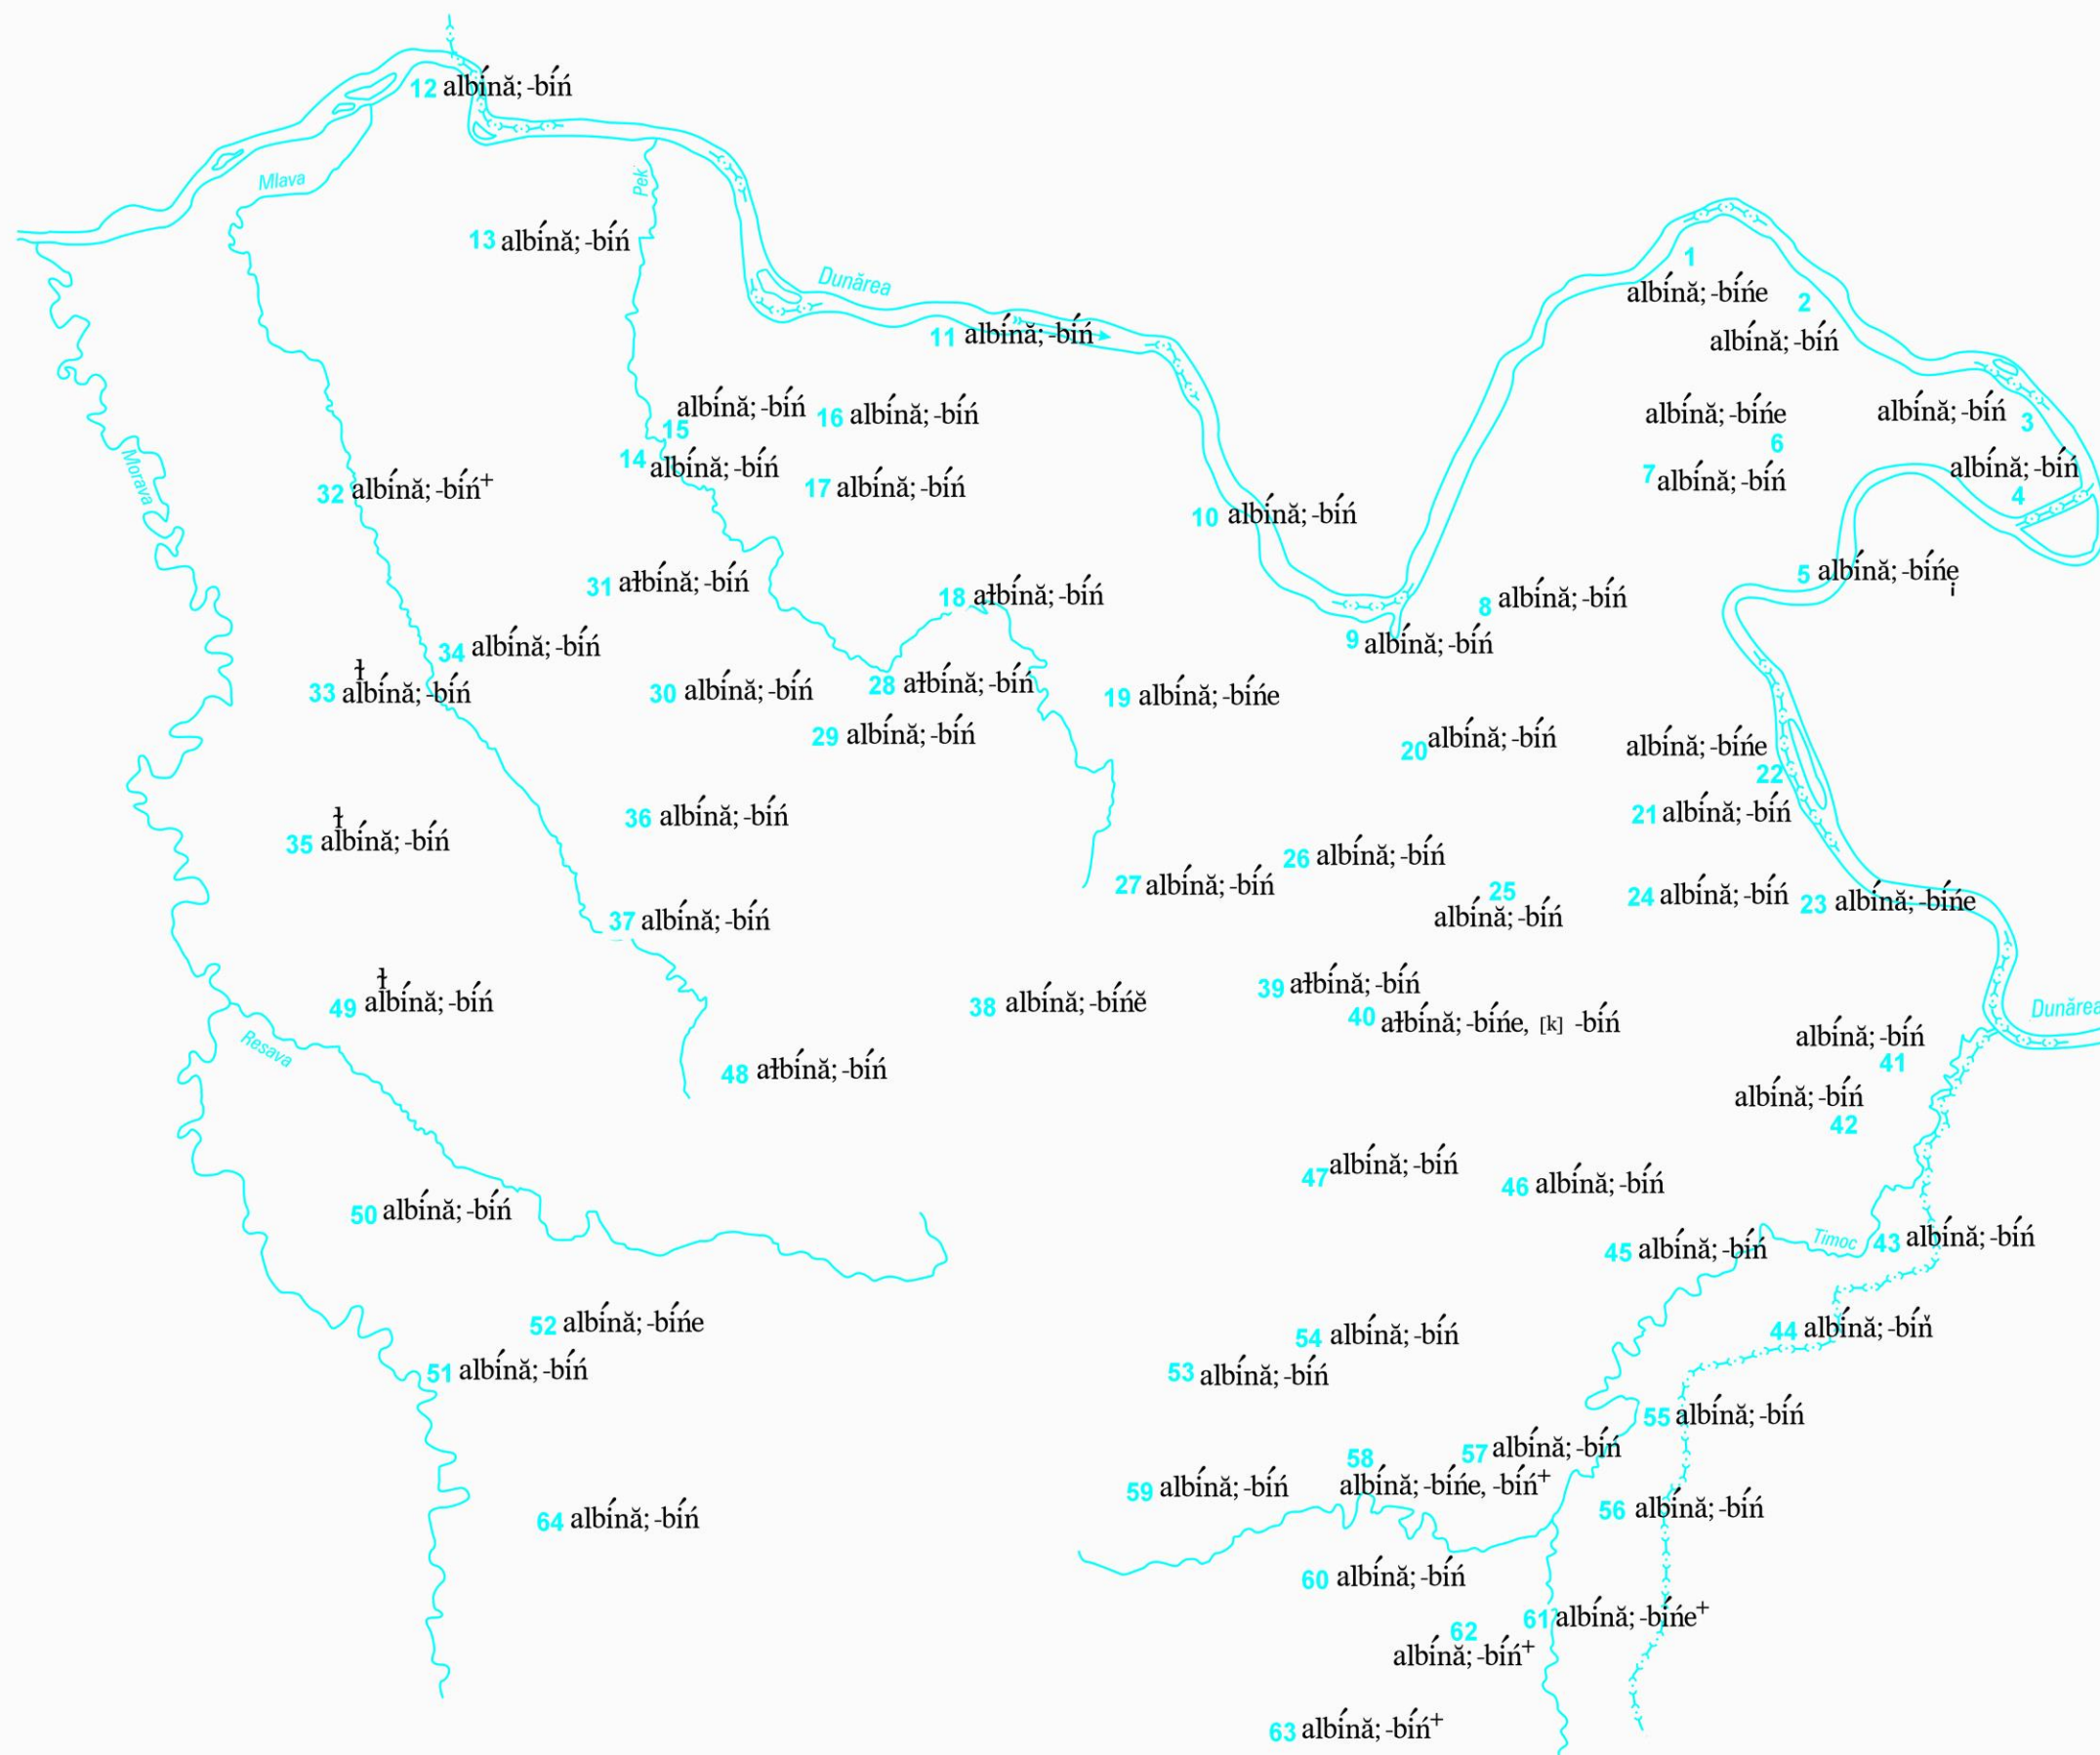 12 albínă; -bíń
Mlava
Pek
13 albínă; -bíń
Dunărea
1
albínă; -bíńe
2
albínă; -bíń
11 albínă; -bíń
albínă; -bíń
15
16 albínă; -bíń
albínă; -bíńe
6
albínă; -bíń 3
14 albínă; -bíń
7 albínă; -bíń
albínă; -bíń
4
Morava
32 albínă; -bíń⁺
17 albínă; -bíń
10 albínă; -bíń
5 albínă; -bíńe̩
31 ałbínă; -bíń
18 ałbínă; -bíń
8 albínă; -bíń
34 albínă; -bíń
9 albínă; -bíń
ł
33 albínă; -bíń
30 albínă; -bíń
28 ałbínă; -bíń
19 albínă; -bíńe
29 albínă; -bíń
20 albínă; -bíń
albínă; -bíńe
22
ł
35 albínă; -bíń
36 albínă; -bíń
21 albínă; -bíń
26 albínă; -bíń
27 albínă; -bíń
25
albínă; -bíń
24 albínă; -bíń
23 albínă; -bíńe
37 albínă; -bíń
ł
49 albínă; -bíń
38 albínă; -bíńĕ
39 ałbínă; -bíń
40 ałbínă; -bíńe, [k] -bíń
Dunărea
albínă; -bíń
41
Resava
48 ałbínă; -bíń
albínă; -bíń
42
47 albínă; -bíń
46 albínă; -bíń
50 albínă; -bíń
45 albínă; -bíń
Timoc
43 albínă; -bíń
52 albínă; -bíńe
54 albínă; -bíń
44 albínă; -bíň
51 albínă; -bíń
53 albínă; -bíń
55 albínă; -bíń
58
albínă; -bíńe, -bíń⁺
57 albínă; -bíń
59 albínă; -bíń
56 albínă; -bíń
64 albínă; -bíń
60 albínă; -bíń
61 albínă; -bíńe⁺
62
albínă; -bíń⁺
63 albínă; -bíń⁺